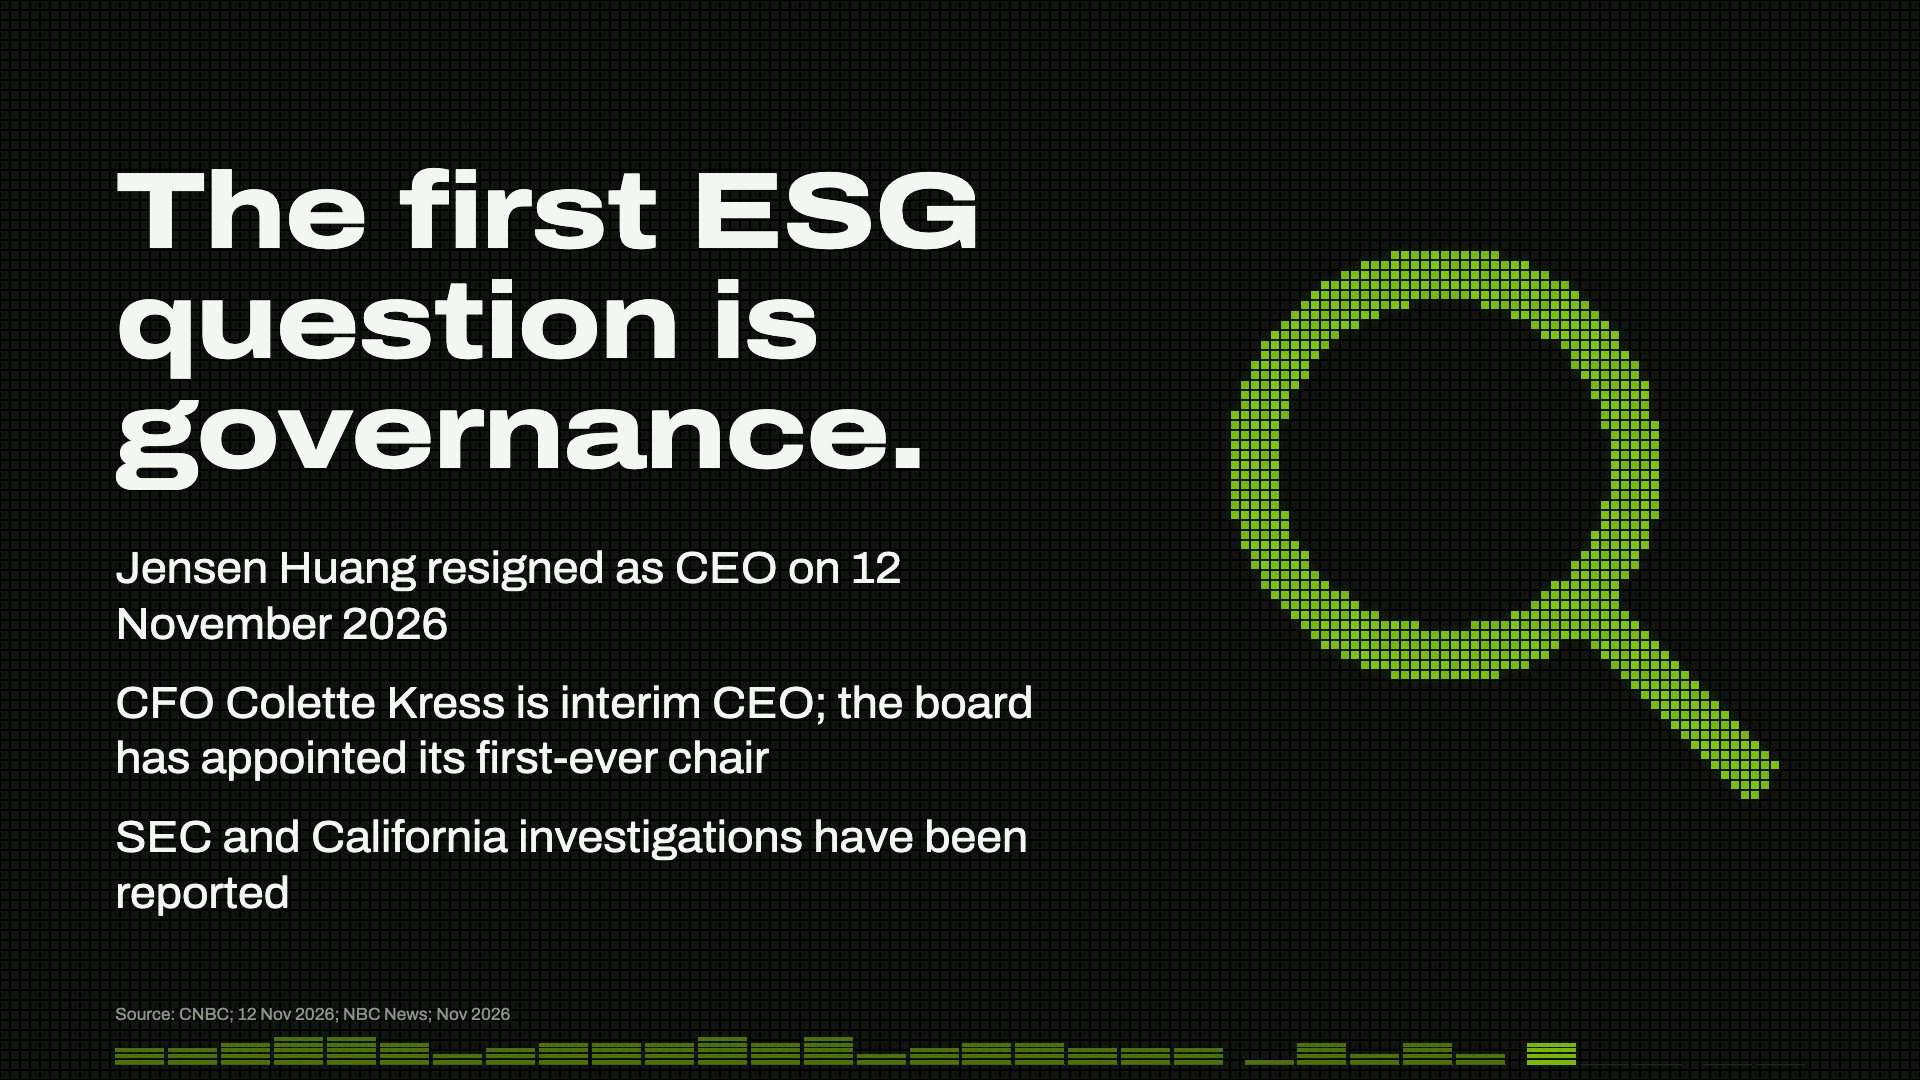 The first ESG
question is
governance.
Jensen Huang resigned as CEO on 12
November 2026
CFO Colette Kress is interim CEO; the board
has appointed its first-ever chair
SEC and California investigations have been
reported
Source: CNBC; 12 Nov 2026; NBC News; Nov 2026